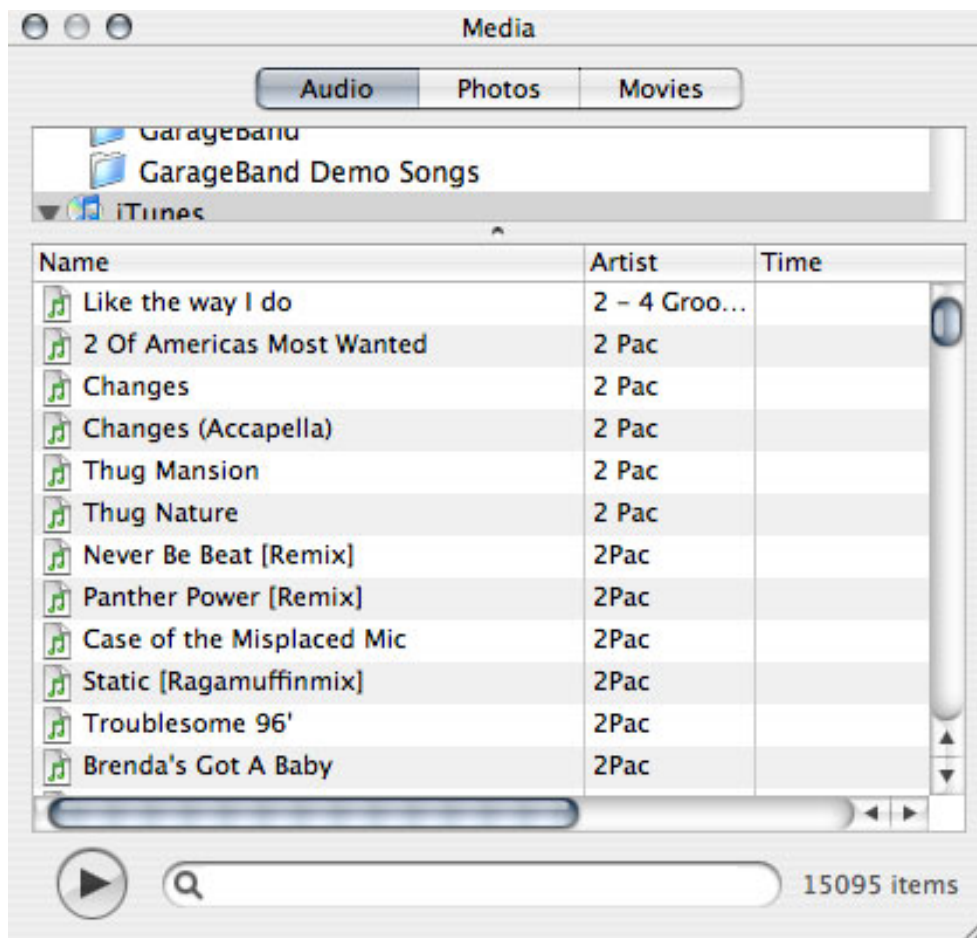 Media
Audio Photos Movies
GarageBand
GarageBand Demo Songs
iTunes
Name Artist Time
Like the way I do 2 – 4 Groo...
2 Of Americas Most Wanted 2 Pac
Changes 2 Pac
Changes (Accapella) 2 Pac
Thug Mansion 2 Pac
Thug Nature 2 Pac
Never Be Beat [Remix] 2Pac
Panther Power [Remix] 2Pac
Case of the Misplaced Mic 2Pac
Static [Ragamuffinmix] 2Pac
Troublesome 96' 2Pac
Brenda's Got A Baby 2Pac
15095 items